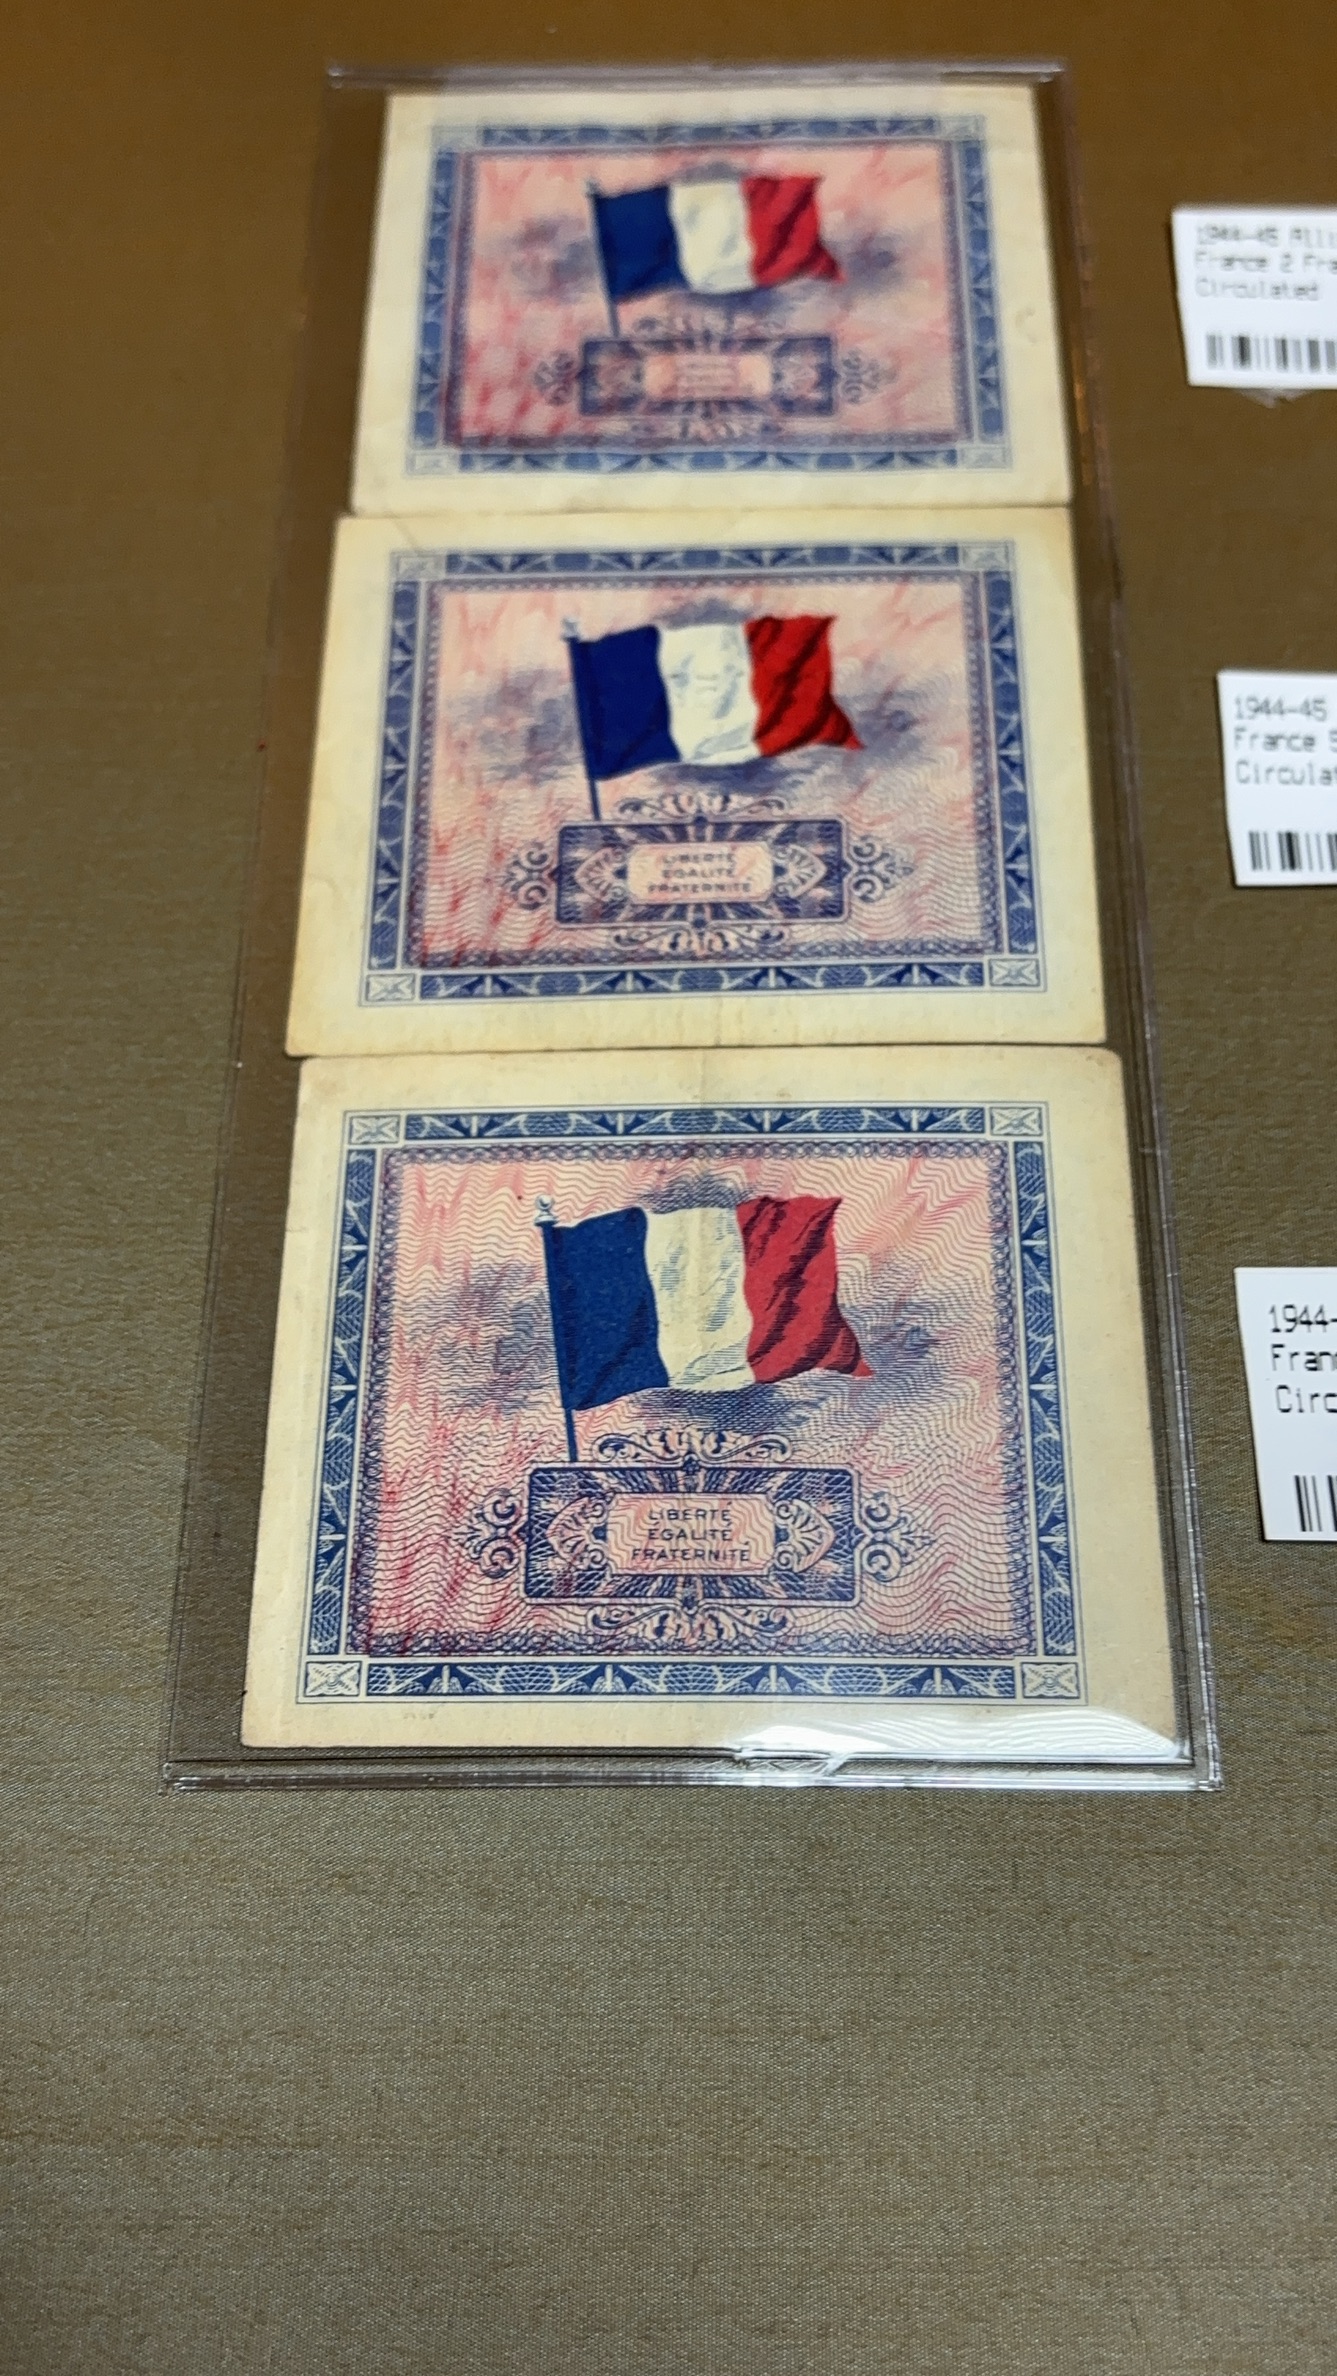 1944-45 Alli
France 2 Fra
Circulated
1944-45
France 5
Circulat
LIBERTÉ
ÉGALITÉ
FRATERNITÉ
1944-
Fran
Circ
LIBERTÉ
ÉGALITÉ
FRATERNITÉ